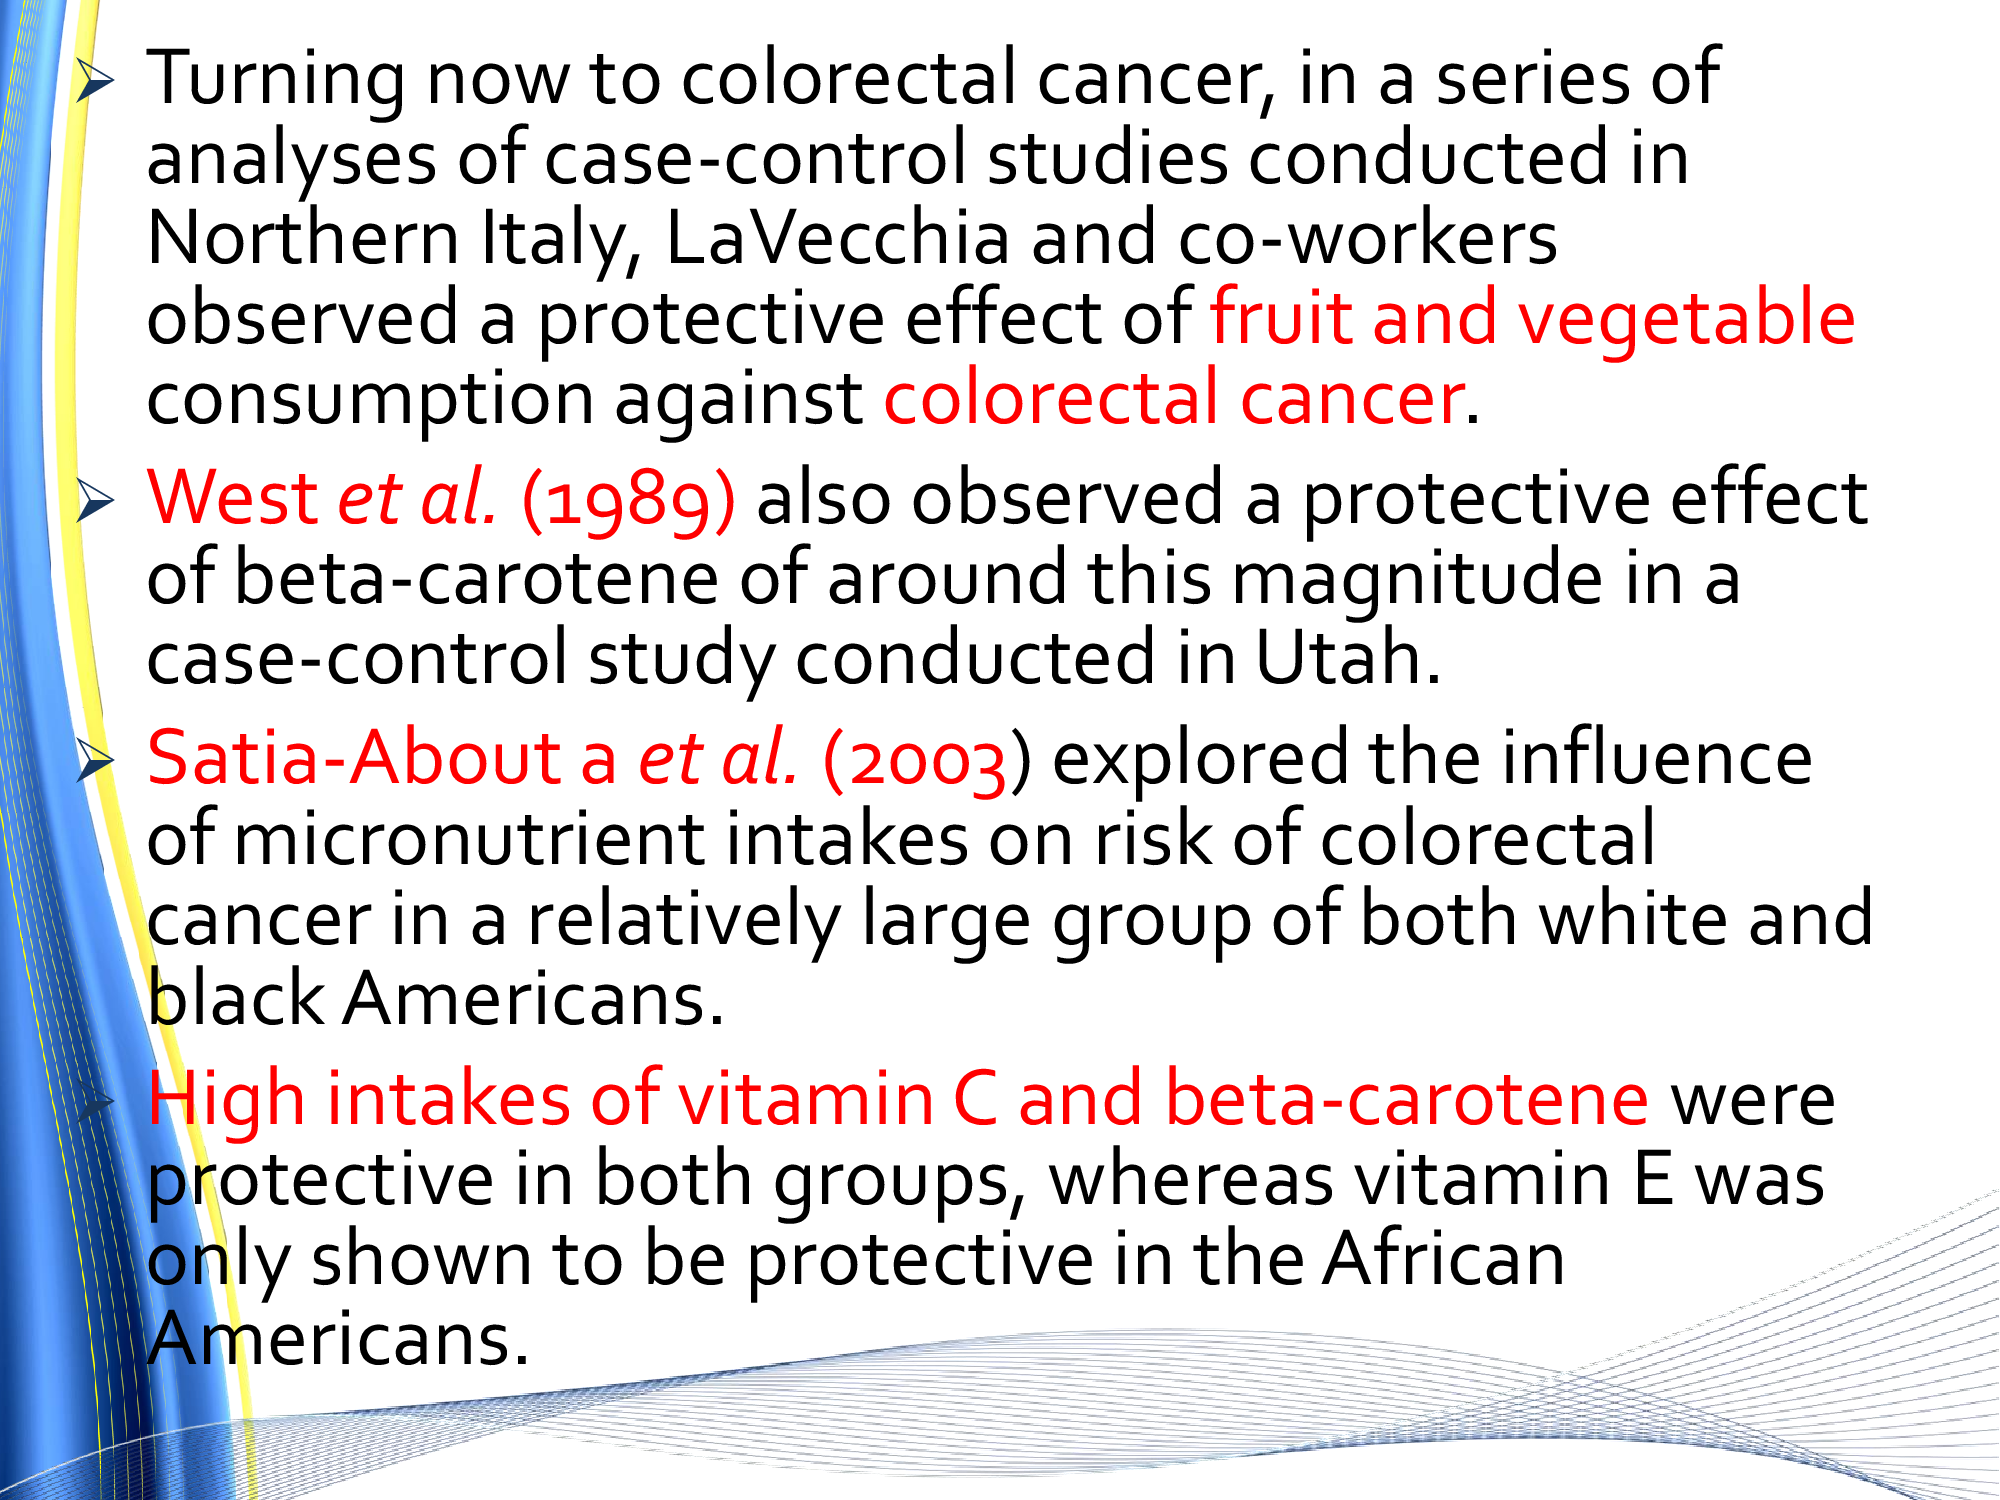 Turning now to colorectal cancer, in a series of
analyses of case-control studies conducted in
Northern Italy, LaVecchia and co-workers
observed a protective effect of fruit and vegetable
consumption against colorectal cancer.
West et al. (1989) also observed a protective effect
of beta-carotene of around this magnitude in a
case-control study conducted in Utah.
Satia-About a et al. (2003) explored the influence
of micronutrient intakes on risk of colorectal
cancer in a relatively large group of both white and
black Americans.
High intakes of vitamin C and beta-carotene were
protective in both groups, whereas vitamin E was
only shown to be protective in the African
Americans.